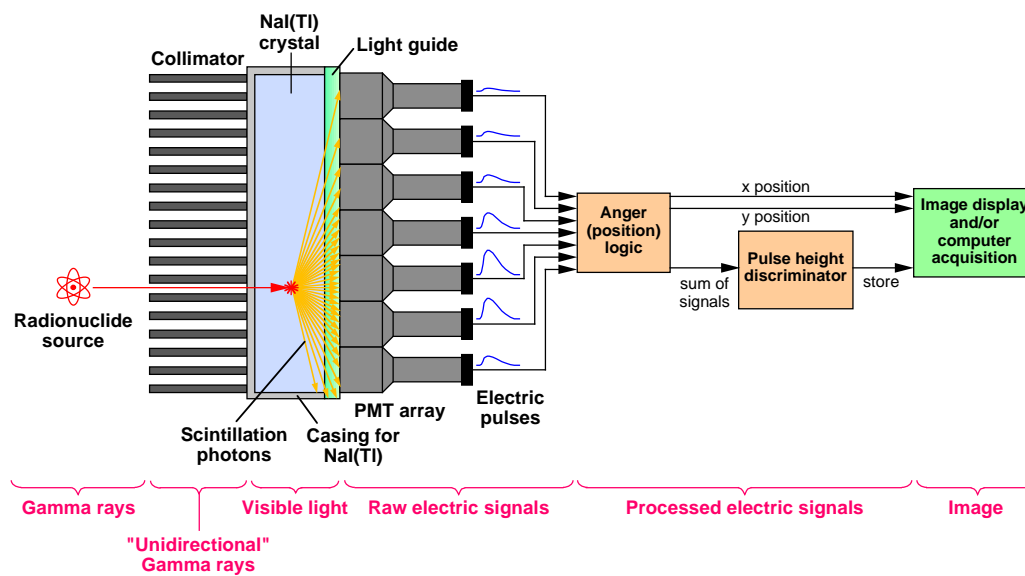 NaI(Tl)
crystal
Collimator
Light guide
Radionuclide
source
Scintillation
photons
Casing for
NaI(Tl)
PMT array
Electric
pulses
Anger
(position)
logic
x position
y position
sum of
signals
Pulse height
discriminator
store
Image display
and/or
computer
acquisition
Gamma rays
"Unidirectional"
Gamma rays
Visible light
Raw electric signals
Processed electric signals
Image